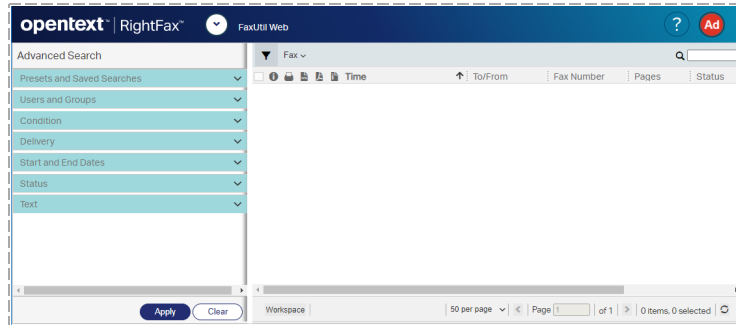 opentext™ | RightFax™ FaxUtil Web ? Ad
Advanced Search
Fax
Presets and Saved Searches
Time To/From Fax Number Pages Status
Users and Groups
Condition
Delivery
Start and End Dates
Status
Text
Apply Clear
Workspace 50 per page Page 1 of 1 0 items, 0 selected